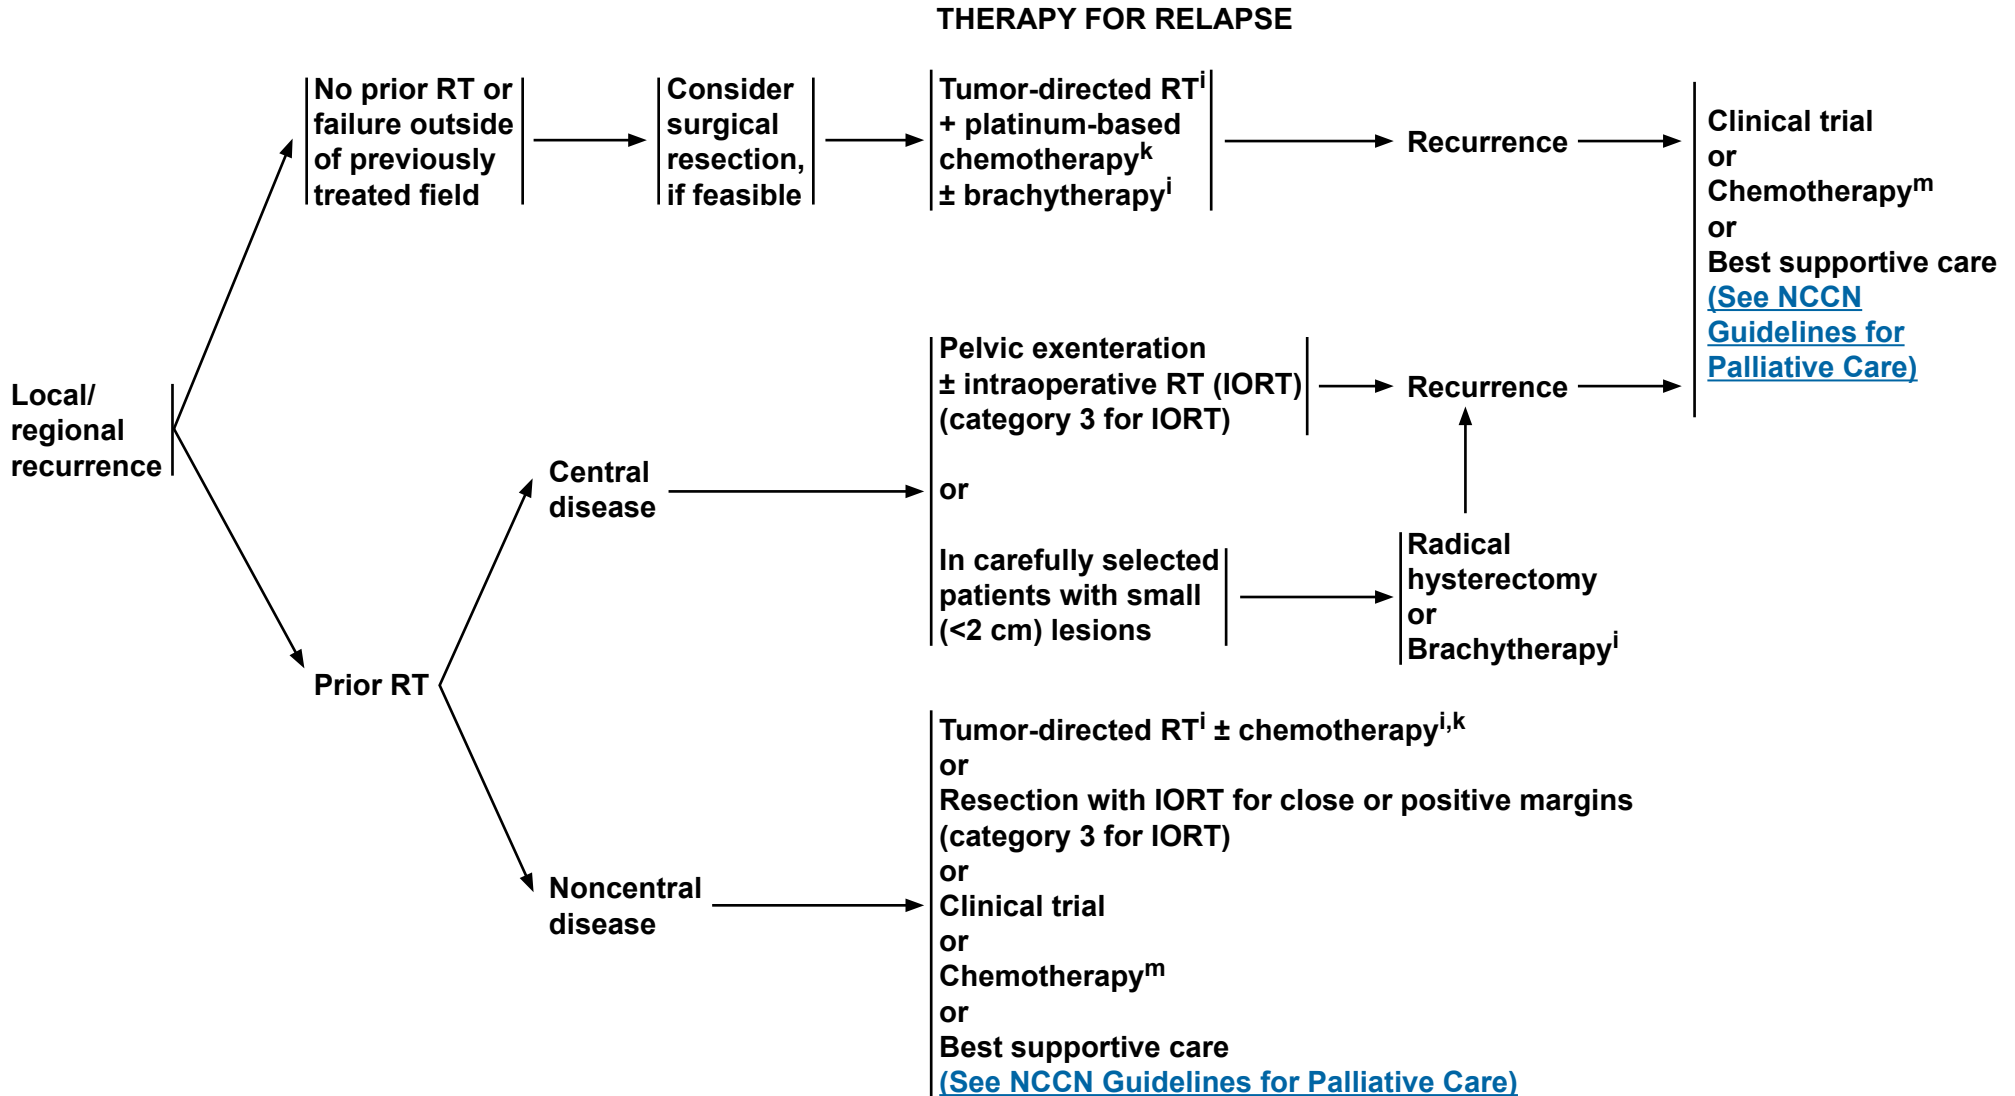 THERAPY FOR RELAPSE
Local/
regional
recurrence
No prior RT or
failure outside
of previously
treated field
Consider
surgical
resection,
if feasible
Tumor-directed RTⁱ
+ platinum-based
chemotherapyᵏ
± brachytherapyⁱ
Recurrence
Clinical trial
or
Chemotherapyᵐ
or
Best supportive care
(See NCCN
Guidelines for
Palliative Care)
Prior RT
Central
disease
Pelvic exenteration
± intraoperative RT (IORT)
(category 3 for IORT)
or
In carefully selected
patients with small
(<2 cm) lesions
Recurrence
Radical
hysterectomy
or
Brachytherapyⁱ
Noncentral
disease
Tumor-directed RTⁱ ± chemotherapyⁱ,ᵏ
or
Resection with IORT for close or positive margins
(category 3 for IORT)
or
Clinical trial
or
Chemotherapyᵐ
or
Best supportive care
(See NCCN Guidelines for Palliative Care)